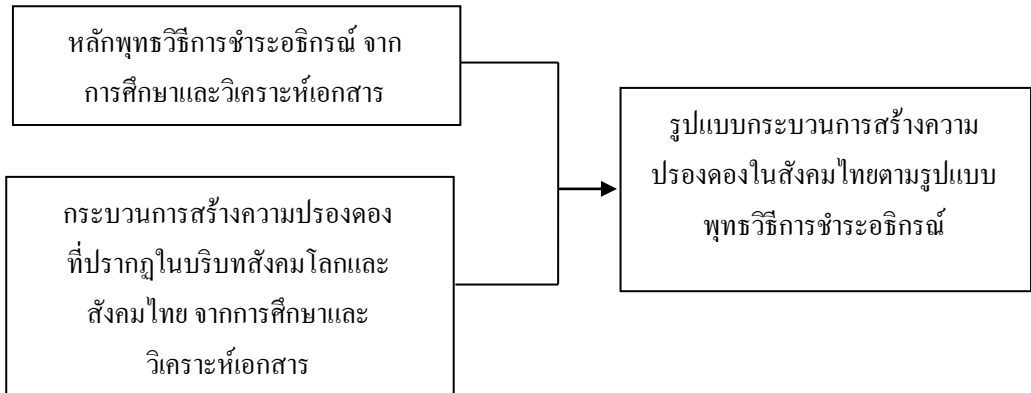 หลักพุทธวิธีการชำระอธิกรณ์ จาก
การศึกษาและวิเคราะห์เอกสาร
กระบวนการสร้างความปรองดอง
ที่ปรากฏในบริบทสังคมโลกและ
สังคมไทย จากการศึกษาและ
วิเคราะห์เอกสาร
รูปแบบกระบวนการสร้างความ
ปรองดองในสังคมไทยตามรูปแบบ
พุทธวิธีการชำระอธิกรณ์